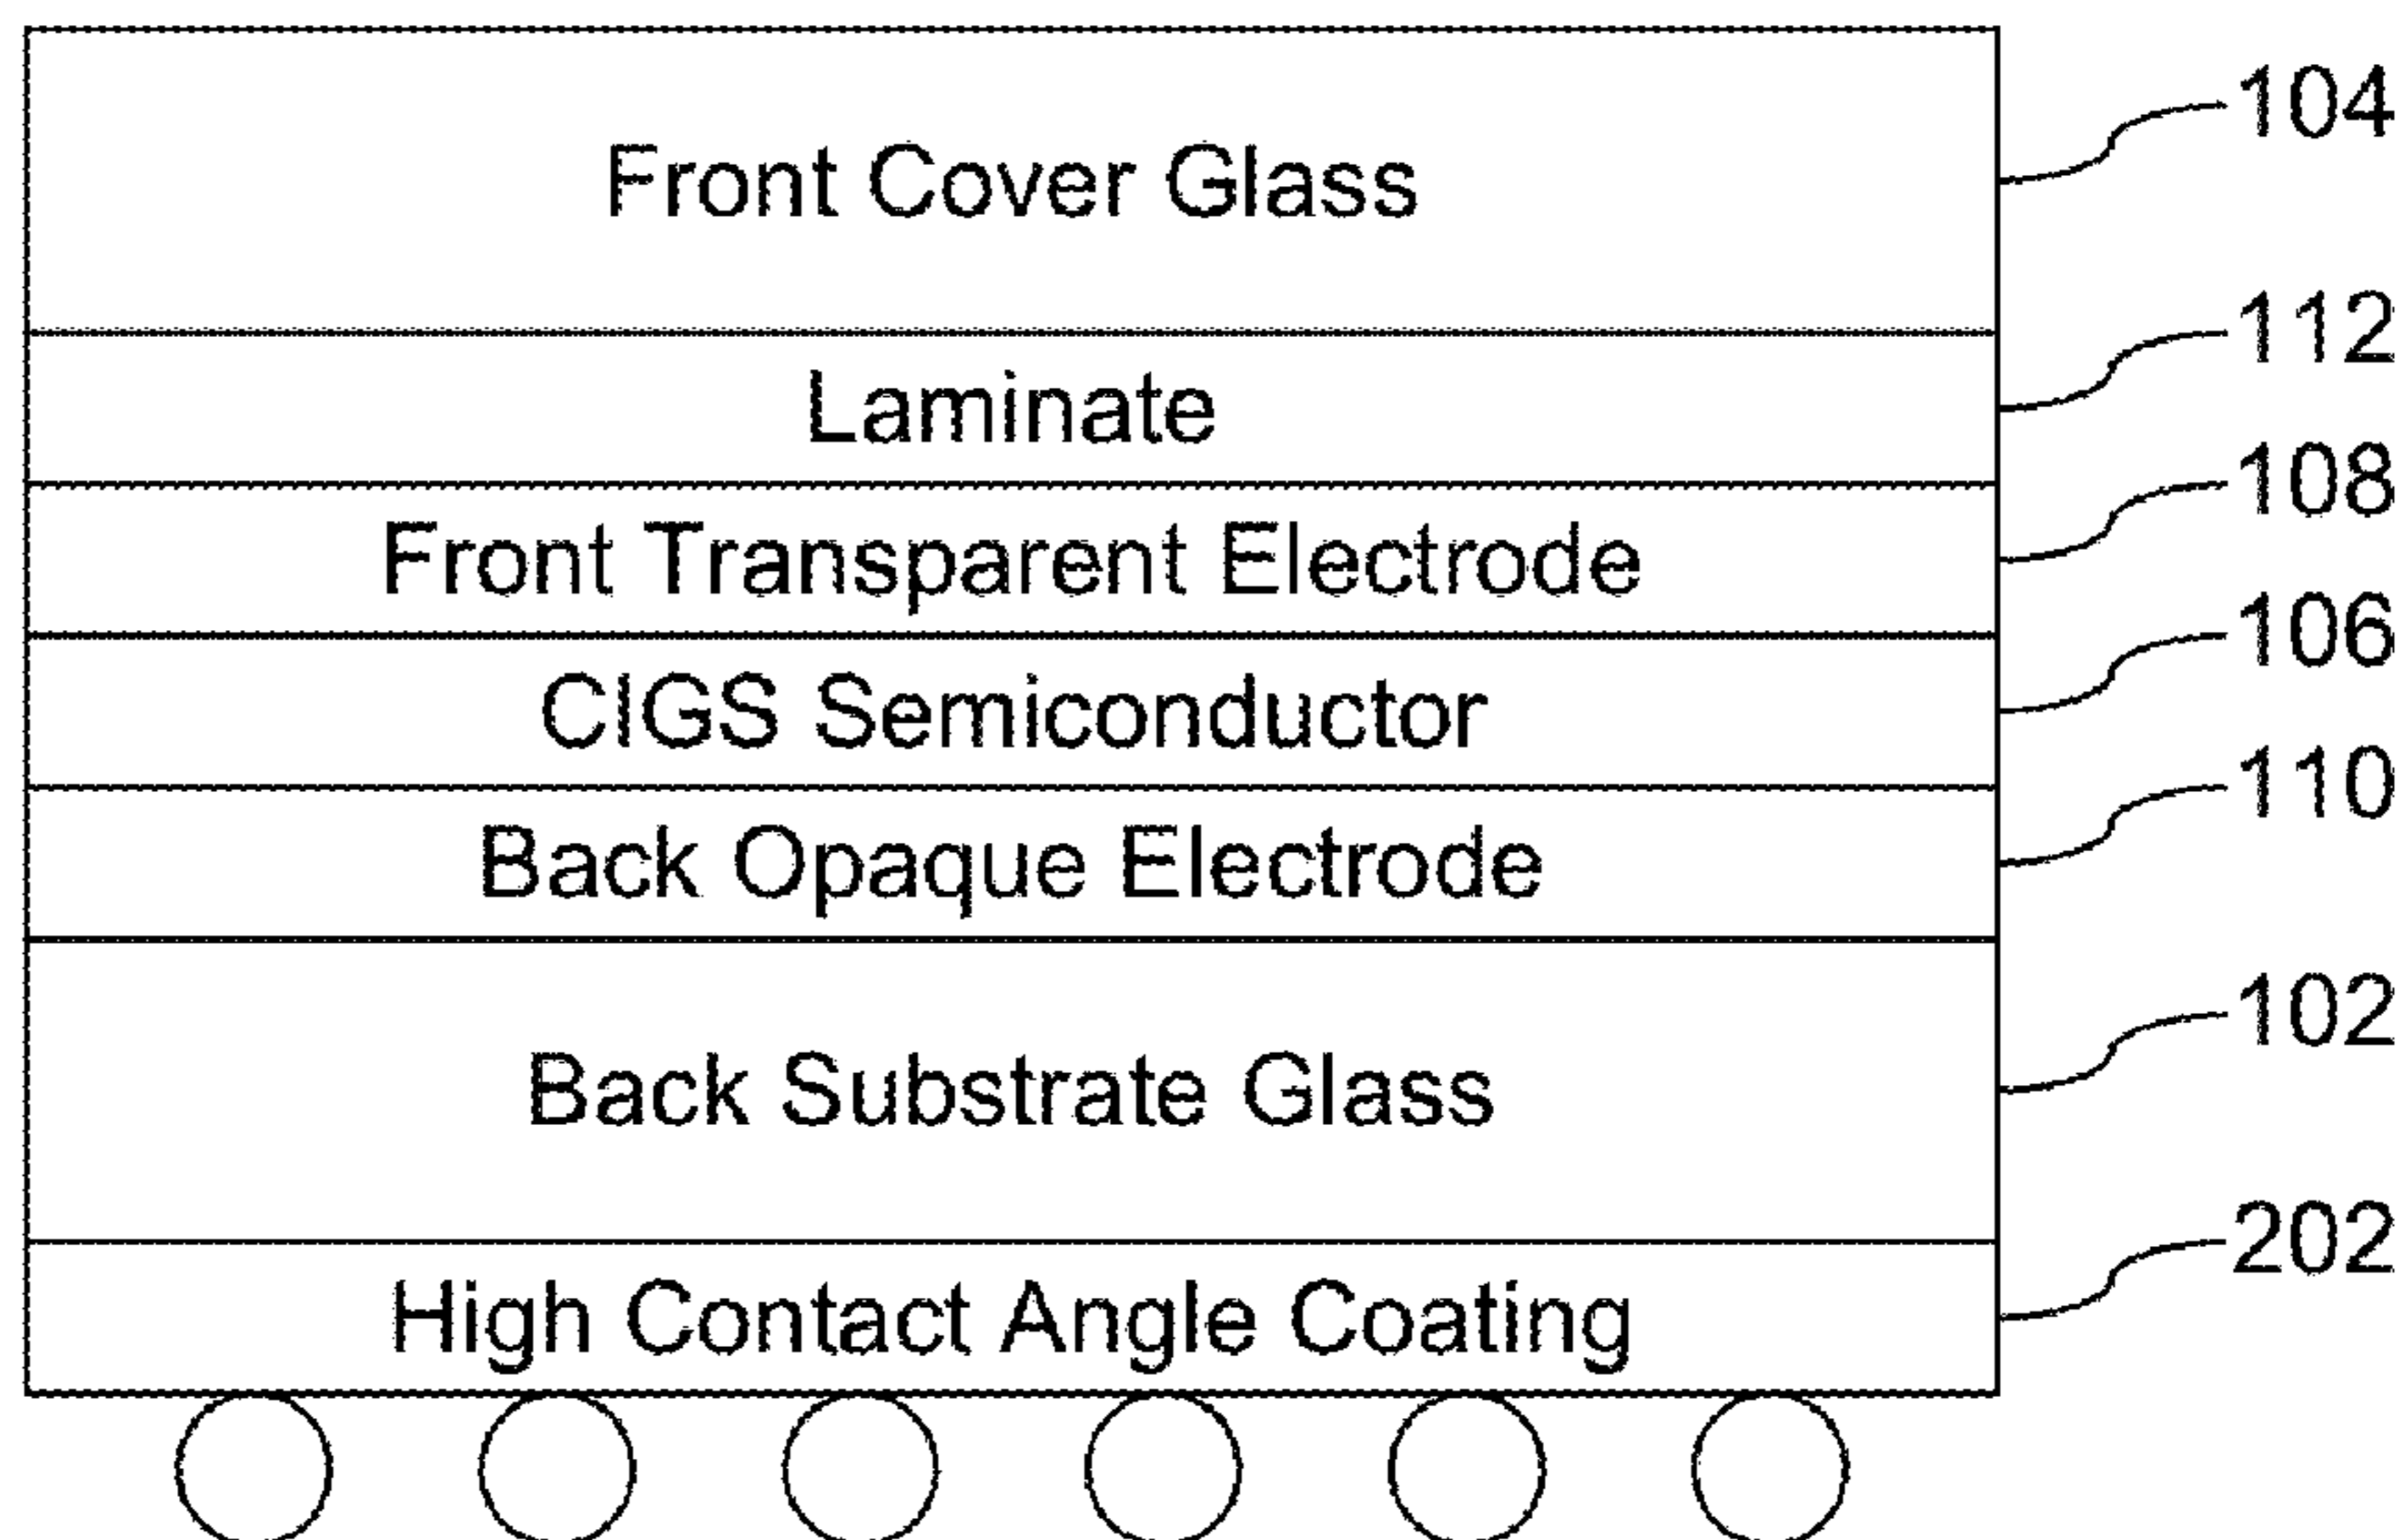 Front Cover Glass
104
Laminate
112
Front Transparent Electrode
108
CIGS Semiconductor
106
Back Opaque Electrode
110
Back Substrate Glass
102
High Contact Angle Coating
202